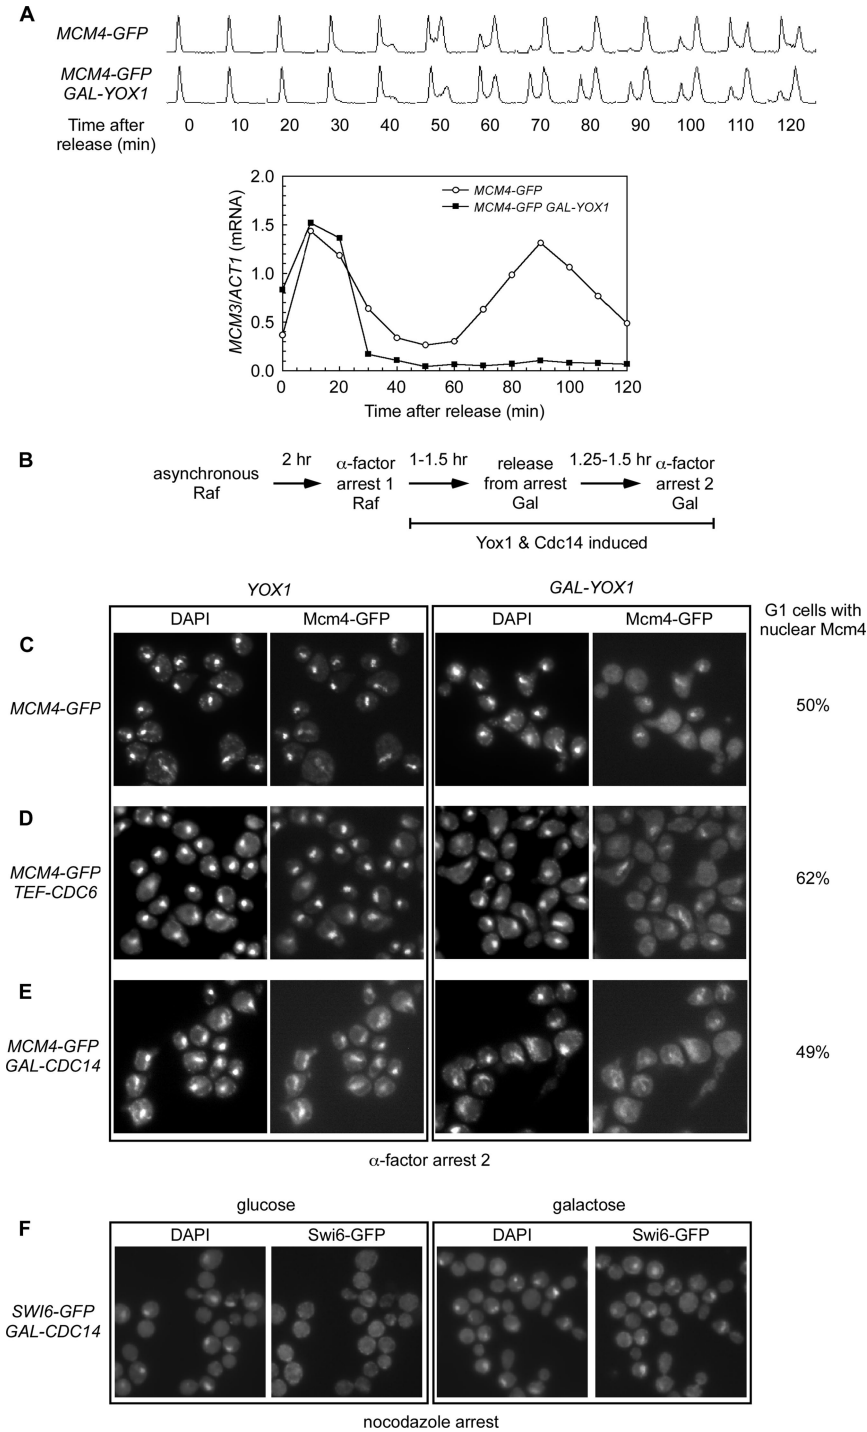 A
MCM4-GFP
MCM4-GFP
GAL-YOX1
Time after
release (min)
0 10 20 30 40 50 60 70 80 90 100 110 120
MCM3/ACT1 (mRNA)
2.0
1.5
1.0
0.5
0.0
MCM4-GFP
MCM4-GFP GAL-YOX1
0 20 40 60 80 100 120
Time after release (min)
B
asynchronous
Raf
2 hr
α-factor
arrest 1
Raf
1-1.5 hr
release
from arrest
Gal
1.25-1.5 hr
α-factor
arrest 2
Gal
Yox1 & Cdc14 induced
YOX1 GAL-YOX1
DAPI Mcm4-GFP DAPI Mcm4-GFP
G1 cells with
nuclear Mcm4
C
MCM4-GFP
50%
D
MCM4-GFP
TEF-CDC6
62%
E
MCM4-GFP
GAL-CDC14
49%
α-factor arrest 2
glucose galactose
F
DAPI Swi6-GFP DAPI Swi6-GFP
SWI6-GFP
GAL-CDC14
nocodazole arrest